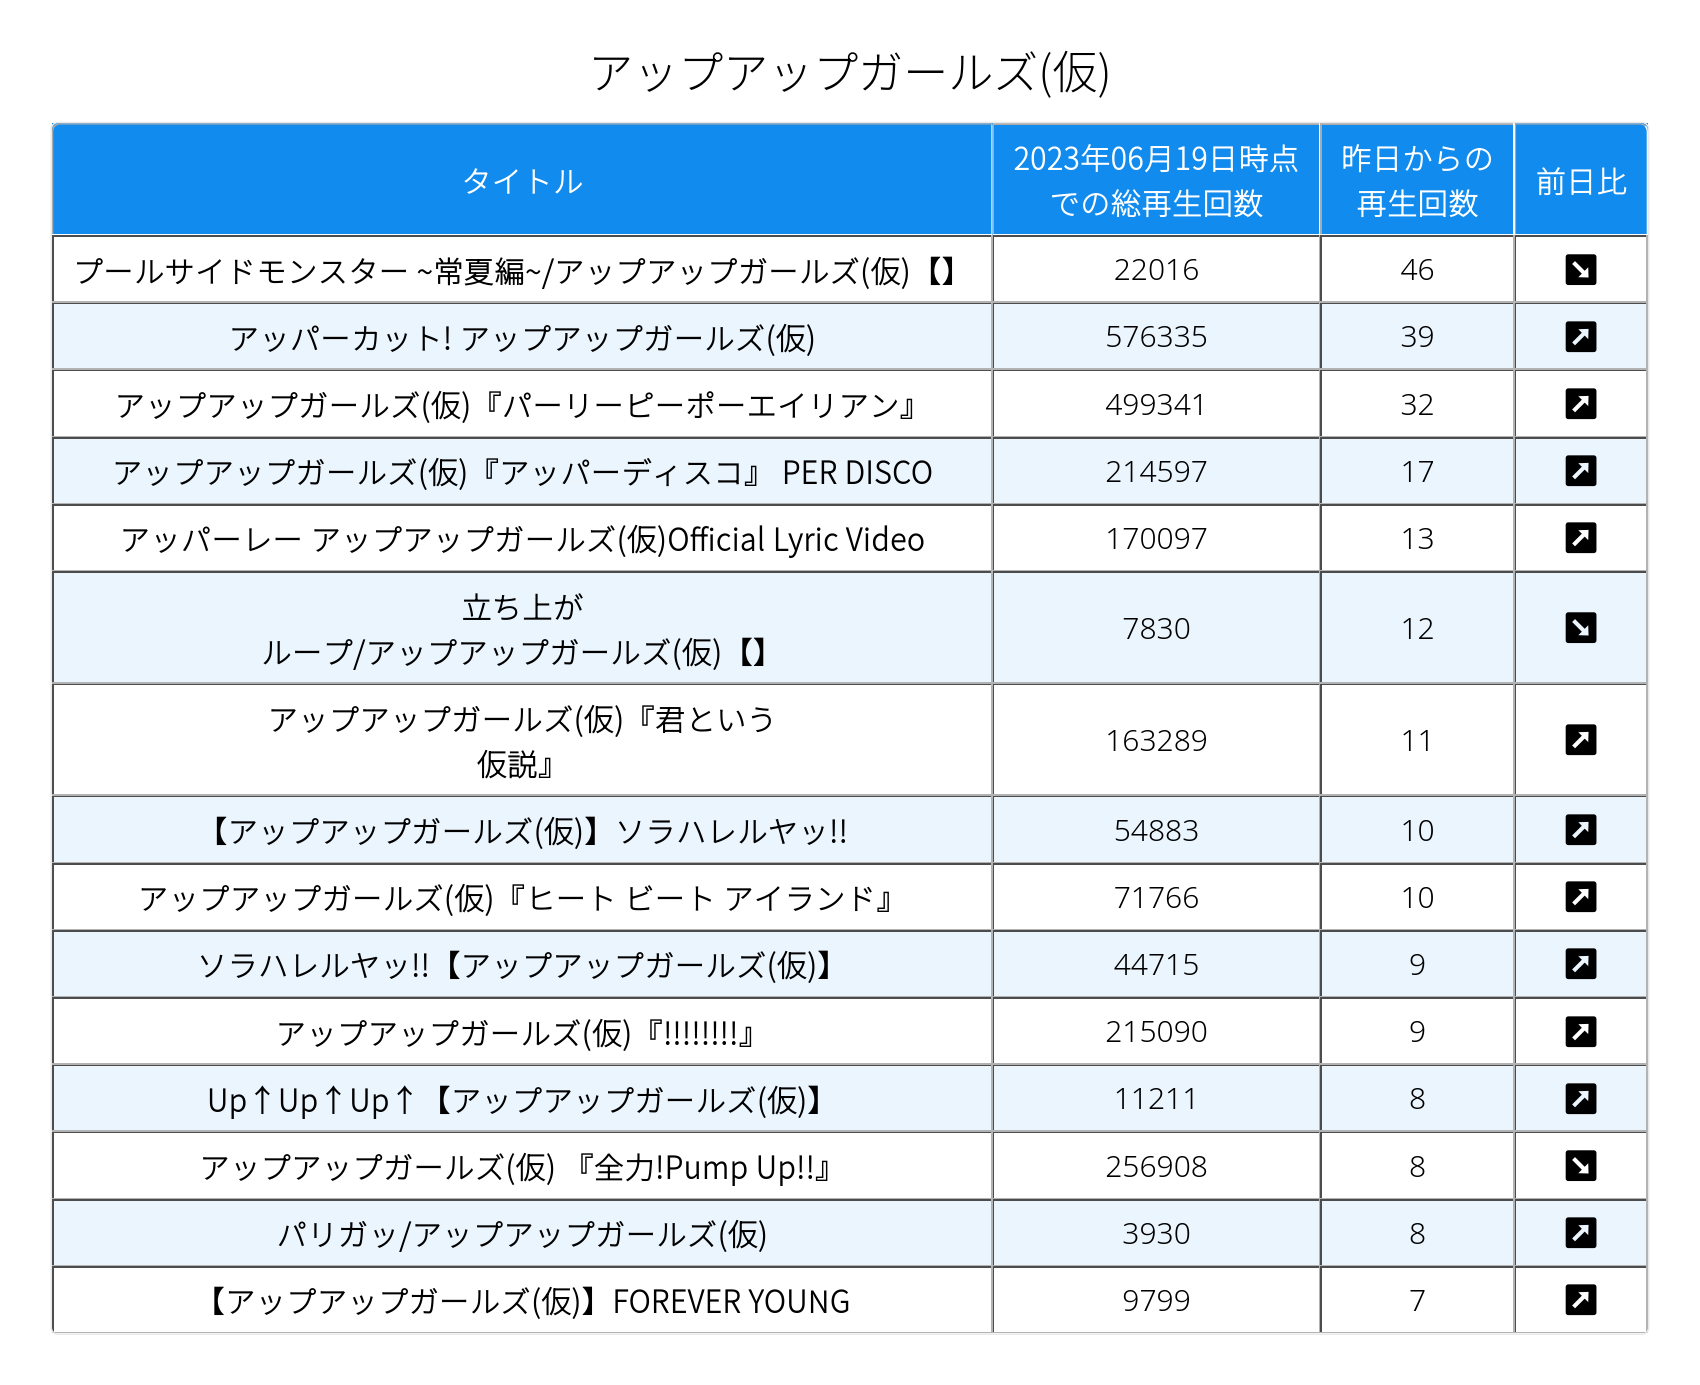 アップアップガールズ(仮)
タイトル
2023年06月19日時点
での総再生回数
昨日からの
再生回数
前日比
プールサイドモンスター ~常夏編~/アップアップガールズ(仮)【】
22016
46
アッパーカット! アップアップガールズ(仮)
576335
39
アップアップガールズ(仮)『パーリーピーポーエイリアン』
499341
32
アップアップガールズ(仮)『アッパーディスコ』 PER DISCO
214597
17
アッパーレー アップアップガールズ(仮)Official Lyric Video
170097
13
立ち上が
ループ/アップアップガールズ(仮)【】
7830
12
アップアップガールズ(仮)『君という
仮説』
163289
11
【アップアップガールズ(仮)】ソラハレルヤッ!!
54883
10
アップアップガールズ(仮)『ヒート ビート アイランド』
71766
10
ソラハレルヤッ!!【アップアップガールズ(仮)】
44715
9
アップアップガールズ(仮)『!!!!!!!!』
215090
9
Up↑Up↑Up↑【アップアップガールズ(仮)】
11211
8
アップアップガールズ(仮) 『全力!Pump Up!!』
256908
8
パリガッ/アップアップガールズ(仮)
3930
8
【アップアップガールズ(仮)】FOREVER YOUNG
9799
7